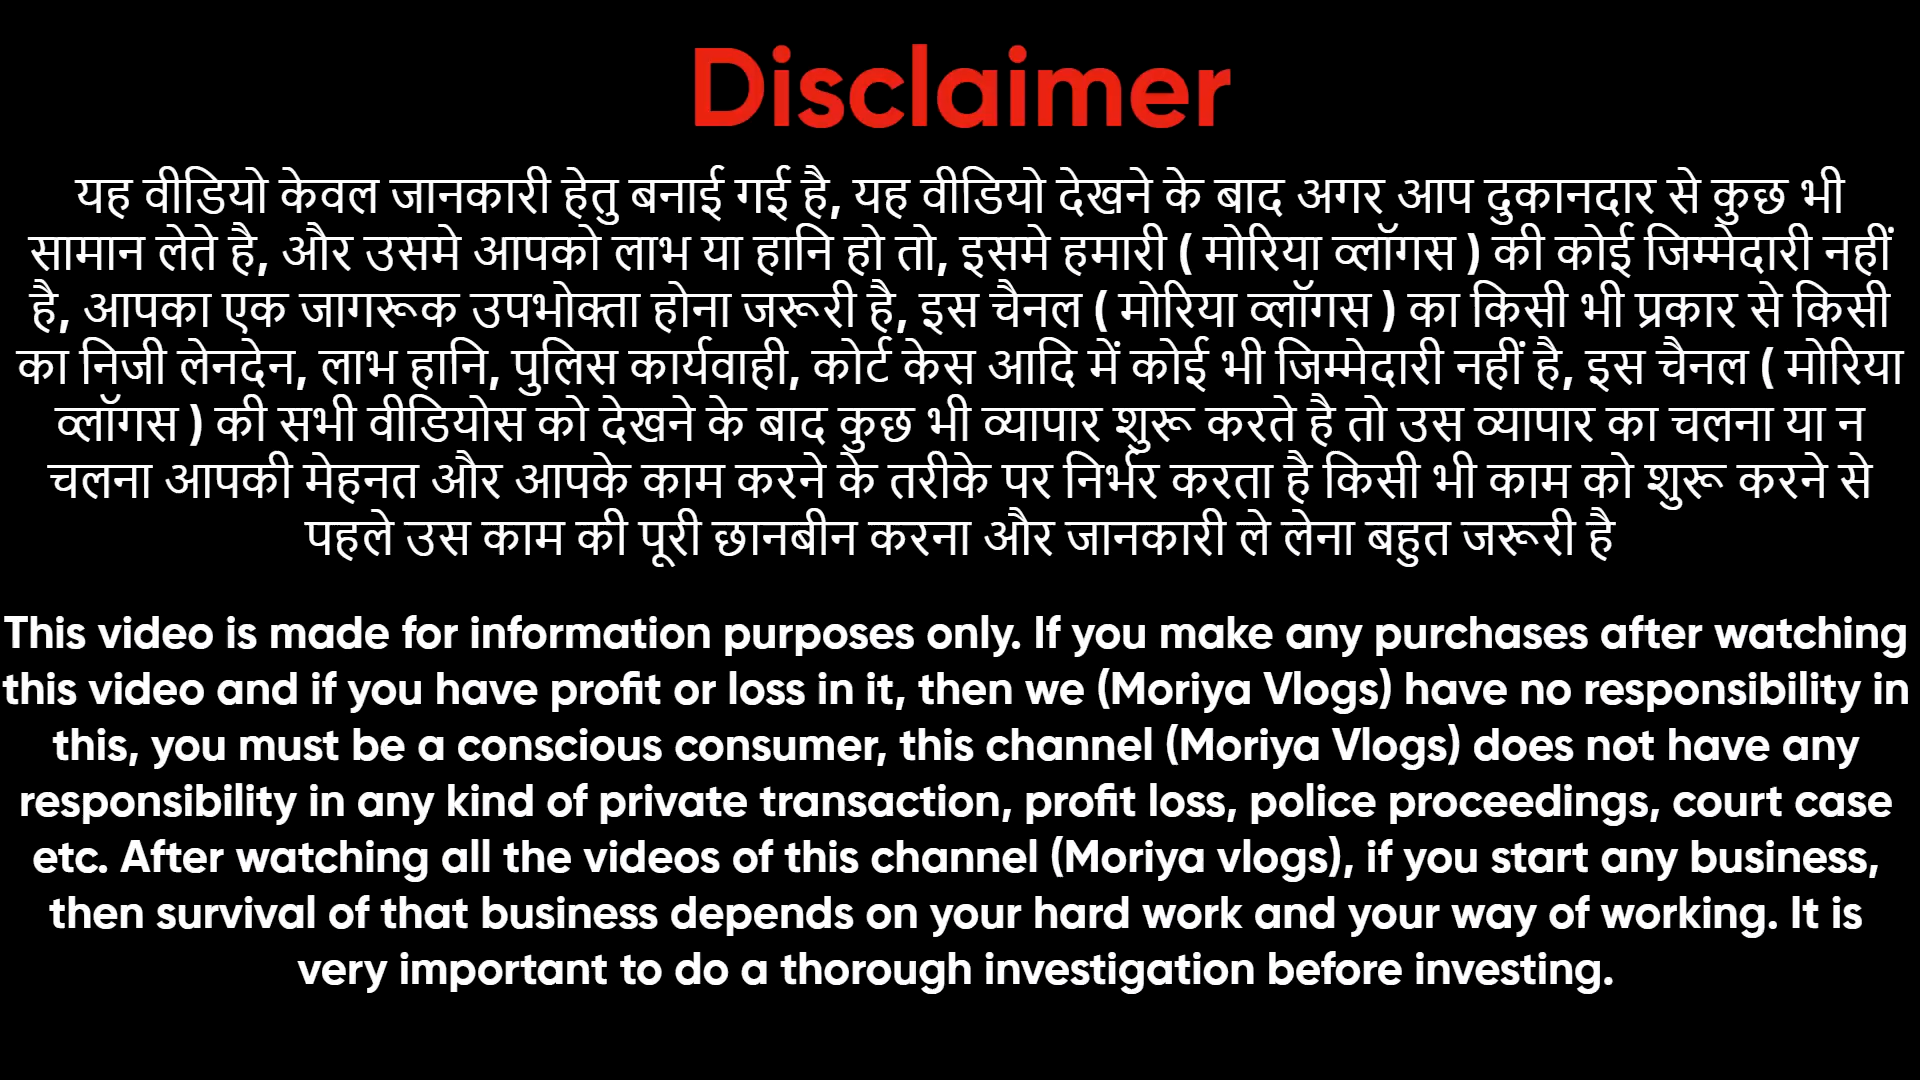 Disclaimer
यह वीडियो केवल जानकारी हेतु बनाई गई है, यह वीडियो देखने के बाद अगर आप दुकानदार से कुछ भी
सामान लेते है, और उसमे आपको लाभ या हानि हो तो, इसमे हमारी ( मोरिया व्लॉगस ) की कोई जिम्मेदारी नहीं
है, आपका एक जागरूक उपभोक्ता होना जरूरी है, इस चैनल ( मोरिया व्लॉगस ) का किसी भी प्रकार से किसी
का निजी लेनदेन, लाभ हानि, पुलिस कार्यवाही, कोर्ट केस आदि में कोई भी जिम्मेदारी नहीं है, इस चैनल ( मोरिया
व्लॉगस ) की सभी वीडियोस को देखने के बाद कुछ भी व्यापार शुरू करते है तो उस व्यापार का चलना या न
चलना आपकी मेहनत और आपके काम करने के तरीके पर निर्भर करता है किसी भी काम को शुरू करने से
पहले उस काम की पूरी छानबीन करना और जानकारी ले लेना बहुत जरूरी है
This video is made for information purposes only. If you make any purchases after watching
this video and if you have profit or loss in it, then we (Moriya Vlogs) have no responsibility in
this, you must be a conscious consumer, this channel (Moriya Vlogs) does not have any
responsibility in any kind of private transaction, profit loss, police proceedings, court case
etc. After watching all the videos of this channel (Moriya vlogs), if you start any business,
then survival of that business depends on your hard work and your way of working. It is
very important to do a thorough investigation before investing.